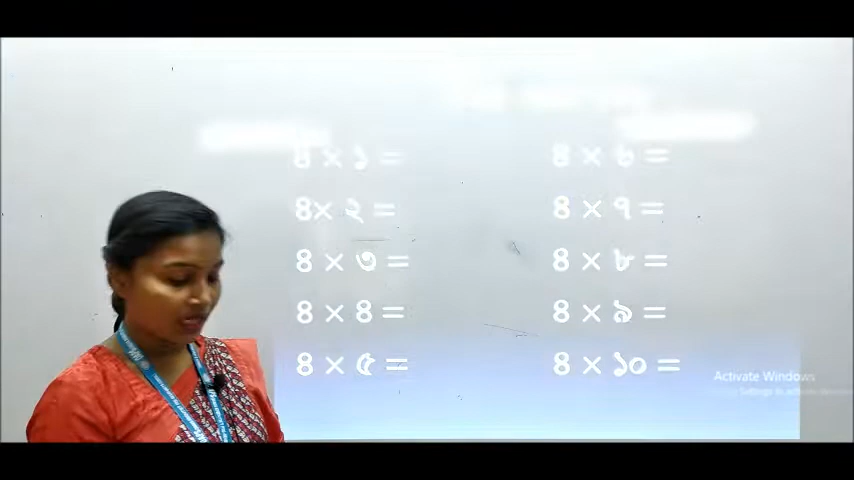 ৪ × ১ =
৪× ২ =
৪ × ৩ =
৪ × ৪ =
৪ × ৫ =
৪ × ৬ =
৪ × ৭ =
৪ × ৮ =
৪ × ৯ =
৪ × ১০ =
Activate Windows